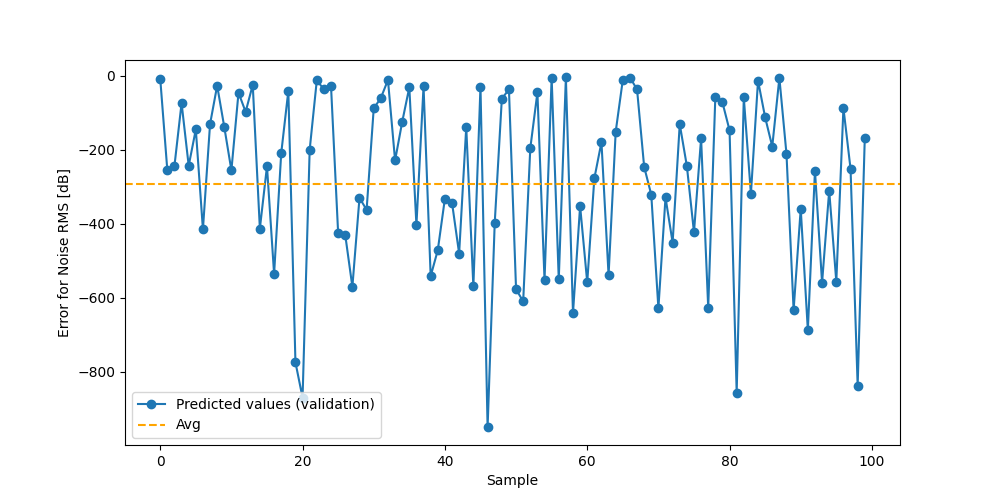 0
−200
−400
−600
−800
Error for Noise RMS [dB]
Predicted values (validation)
Avg
0 20 40 60 80 100
Sample